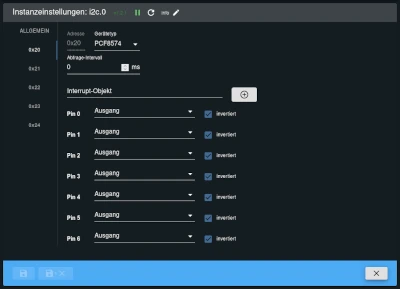 Instanzeinstellungen: i2c.0
ALLGEMEIN
0x20
0x21
0x22
0x23
0x24
Adresse
0x20
Gerätetyp
PCF8574
Abfrage-Intervall
0 ms
Interrupt-Objekt
Pin 0 Ausgang invertiert
Pin 1 Ausgang invertiert
Pin 2 Ausgang invertiert
Pin 3 Ausgang invertiert
Pin 4 Ausgang invertiert
Pin 5 Ausgang invertiert
Pin 6 Ausgang invertiert